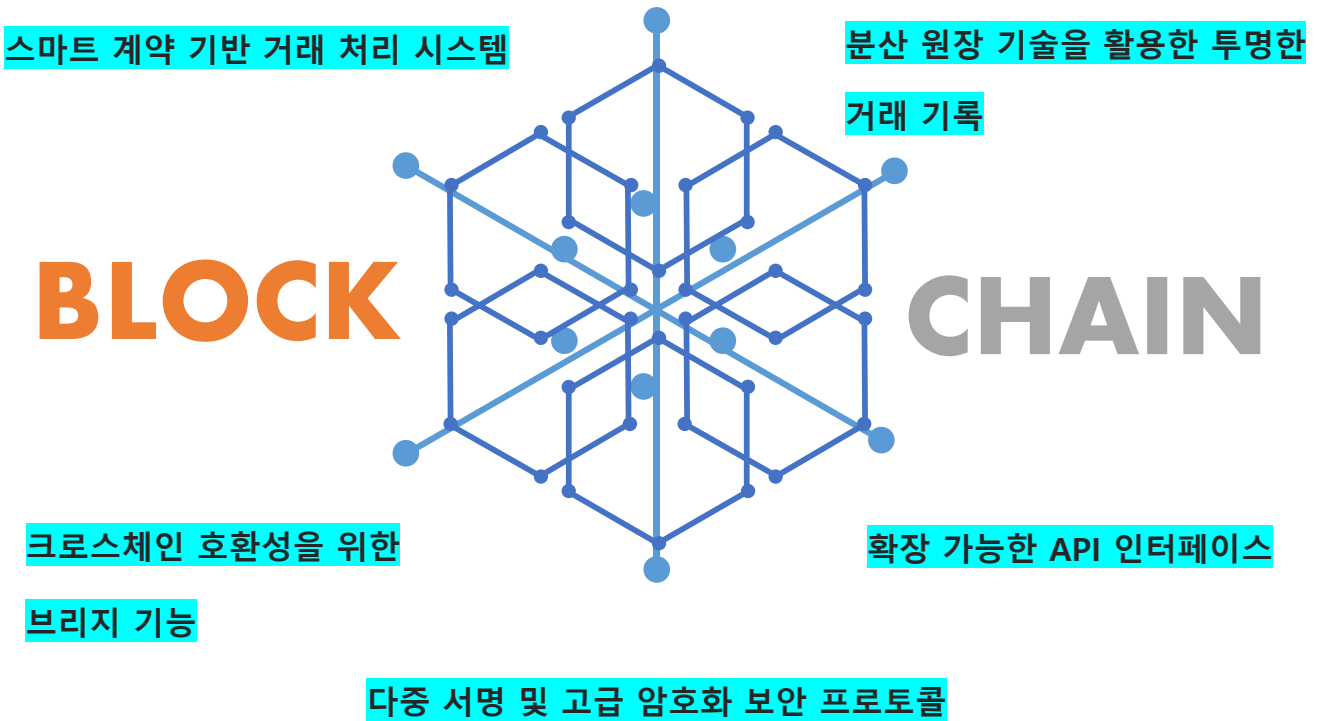 스마트 계약 기반 거래 처리 시스템
분산 원장 기술을 활용한 투명한
거래 기록
BLOCK
CHAIN
크로스체인 호환성을 위한
브리지 기능
확장 가능한 API 인터페이스
다중 서명 및 고급 암호화 보안 프로토콜